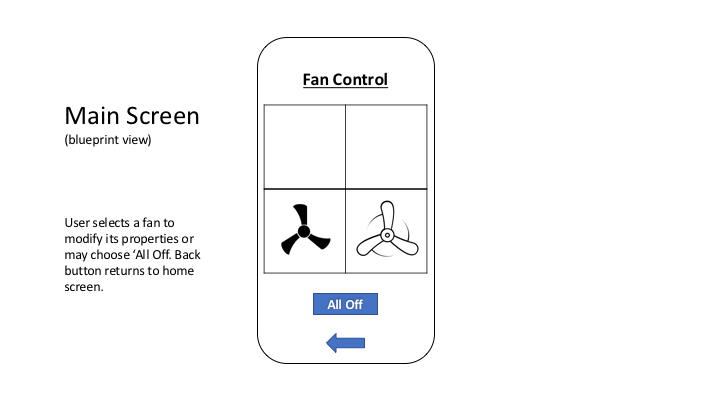 Fan Control
Main Screen
(blueprint view)
User selects a fan to
modify its properties or
may choose ‘All Off. Back
button returns to home
screen.
All Off